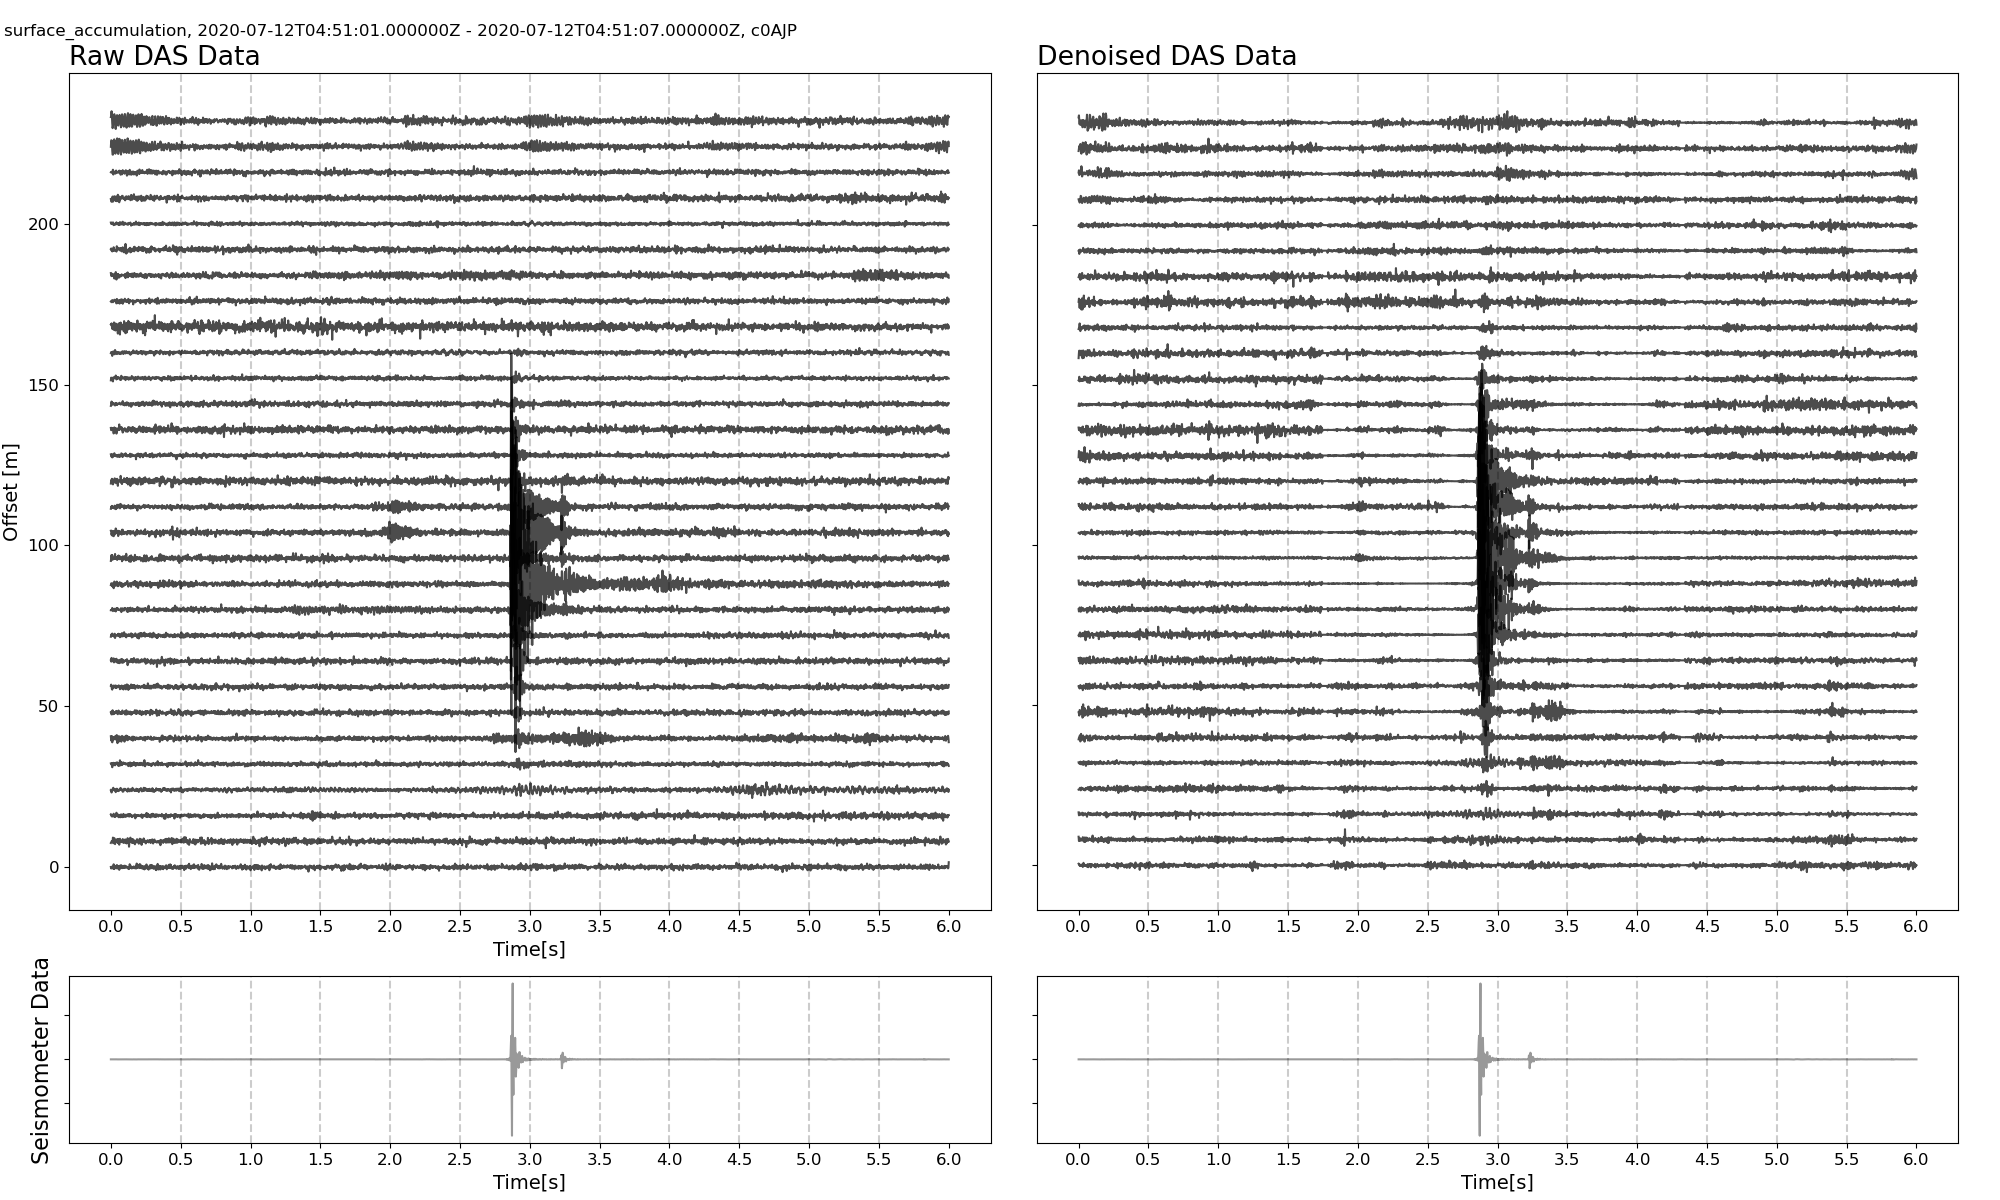 surface_accumulation, 2020-07-12T04:51:01.000000Z - 2020-07-12T04:51:07.000000Z, c0AJP
Raw DAS Data
Offset [m]
200
150
100
50
0
0.0 0.5 1.0 1.5 2.0 2.5 3.0 3.5 4.0 4.5 5.0 5.5 6.0
Time[s]
Denoised DAS Data
0.0 0.5 1.0 1.5 2.0 2.5 3.0 3.5 4.0 4.5 5.0 5.5 6.0
Seismometer Data
0.0 0.5 1.0 1.5 2.0 2.5 3.0 3.5 4.0 4.5 5.0 5.5 6.0
Time[s]
0.0 0.5 1.0 1.5 2.0 2.5 3.0 3.5 4.0 4.5 5.0 5.5 6.0
Time[s]